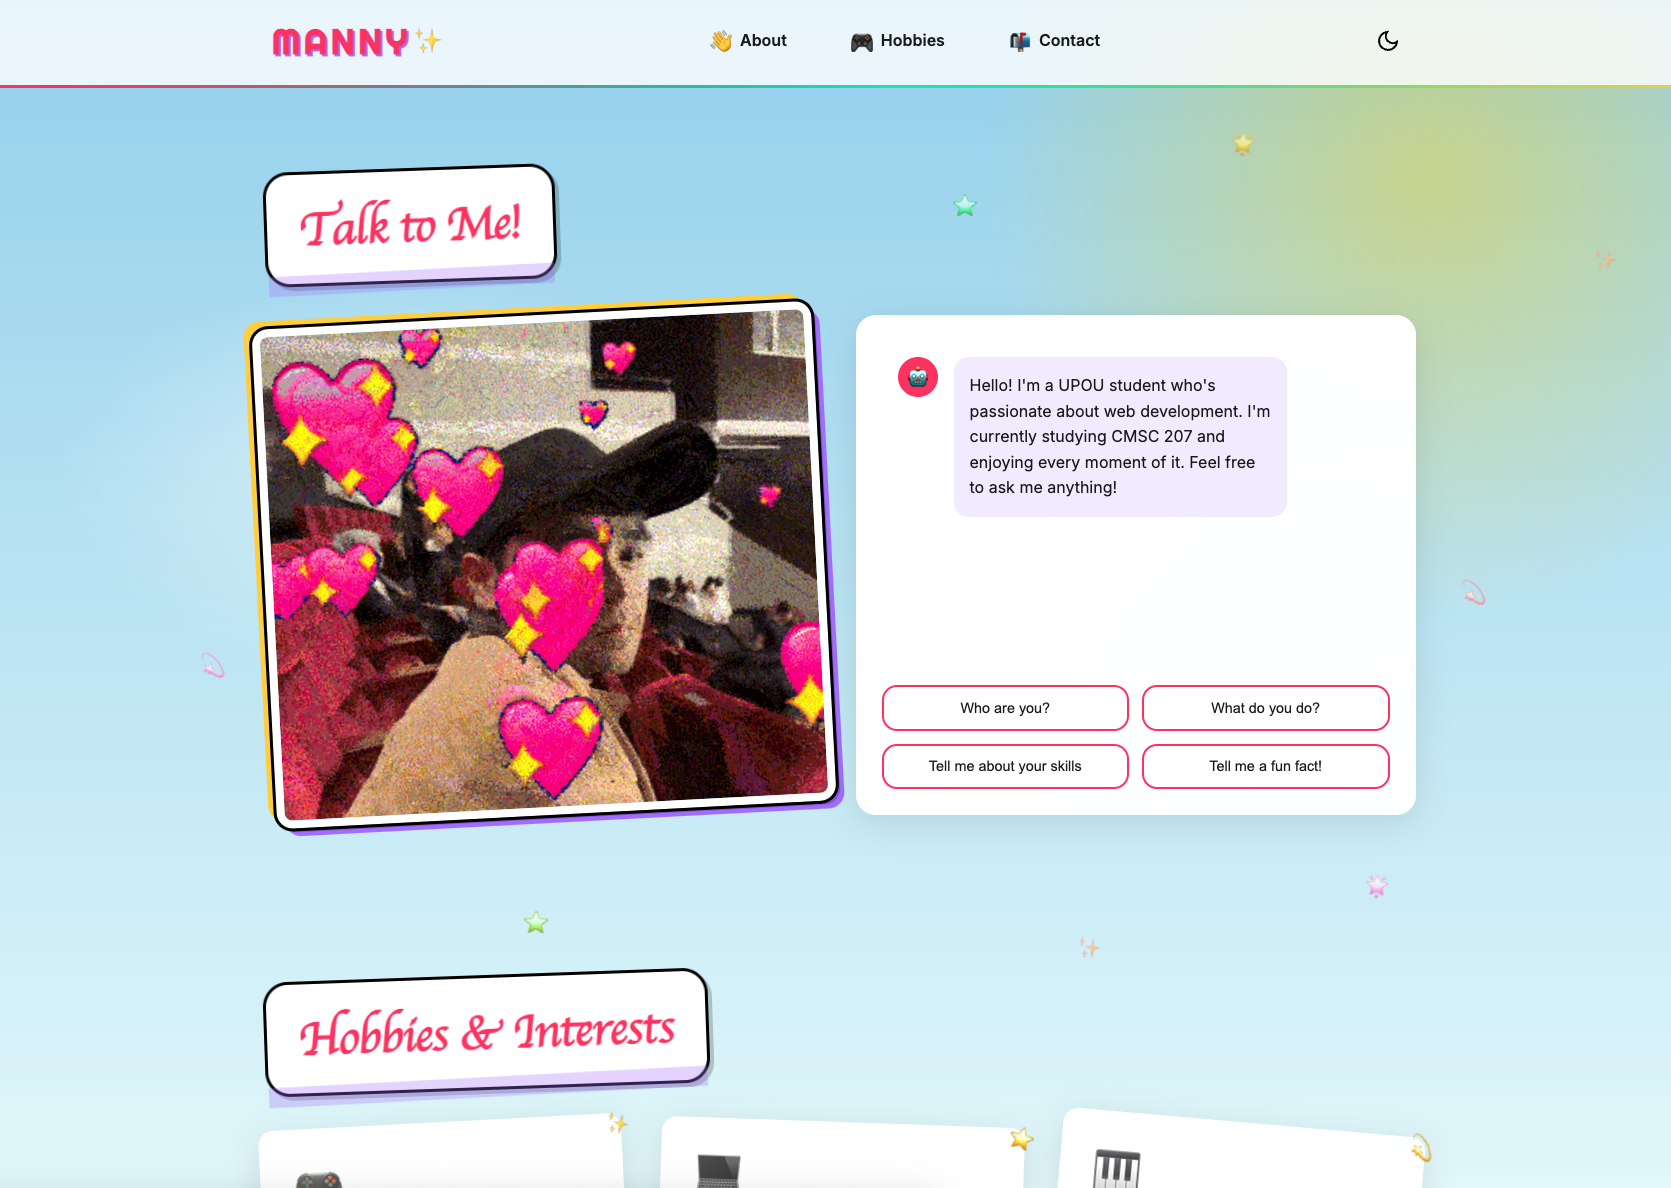 MANNY
About
Hobbies
Contact
Talk to Me!
Hello! I'm a UPOU student who's
passionate about web development. I'm
currently studying CMSC 207 and
enjoying every moment of it. Feel free
to ask me anything!
Who are you?
What do you do?
Tell me about your skills
Tell me a fun fact!
Hobbies & Interests